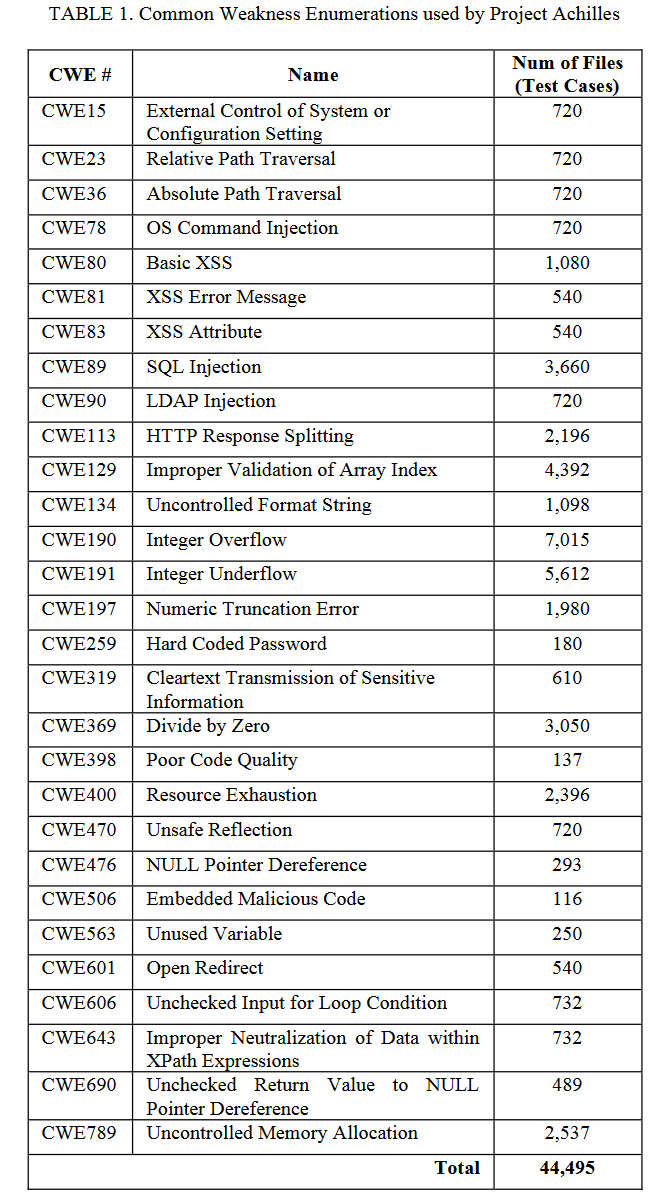 TABLE 1. Common Weakness Enumerations used by Project Achilles
CWE # Name Num of Files (Test Cases)
CWE15 External Control of System or Configuration Setting 720
CWE23 Relative Path Traversal 720
CWE36 Absolute Path Traversal 720
CWE78 OS Command Injection 720
CWE80 Basic XSS 1,080
CWE81 XSS Error Message 540
CWE83 XSS Attribute 540
CWE89 SQL Injection 3,660
CWE90 LDAP Injection 720
CWE113 HTTP Response Splitting 2,196
CWE129 Improper Validation of Array Index 4,392
CWE134 Uncontrolled Format String 1,098
CWE190 Integer Overflow 7,015
CWE191 Integer Underflow 5,612
CWE197 Numeric Truncation Error 1,980
CWE259 Hard Coded Password 180
CWE319 Cleartext Transmission of Sensitive Information 610
CWE369 Divide by Zero 3,050
CWE398 Poor Code Quality 137
CWE400 Resource Exhaustion 2,396
CWE470 Unsafe Reflection 720
CWE476 NULL Pointer Dereference 293
CWE506 Embedded Malicious Code 116
CWE563 Unused Variable 250
CWE601 Open Redirect 540
CWE606 Unchecked Input for Loop Condition 732
CWE643 Improper Neutralization of Data within XPath Expressions 732
CWE690 Unchecked Return Value to NULL Pointer Dereference 489
CWE789 Uncontrolled Memory Allocation 2,537
Total 44,495